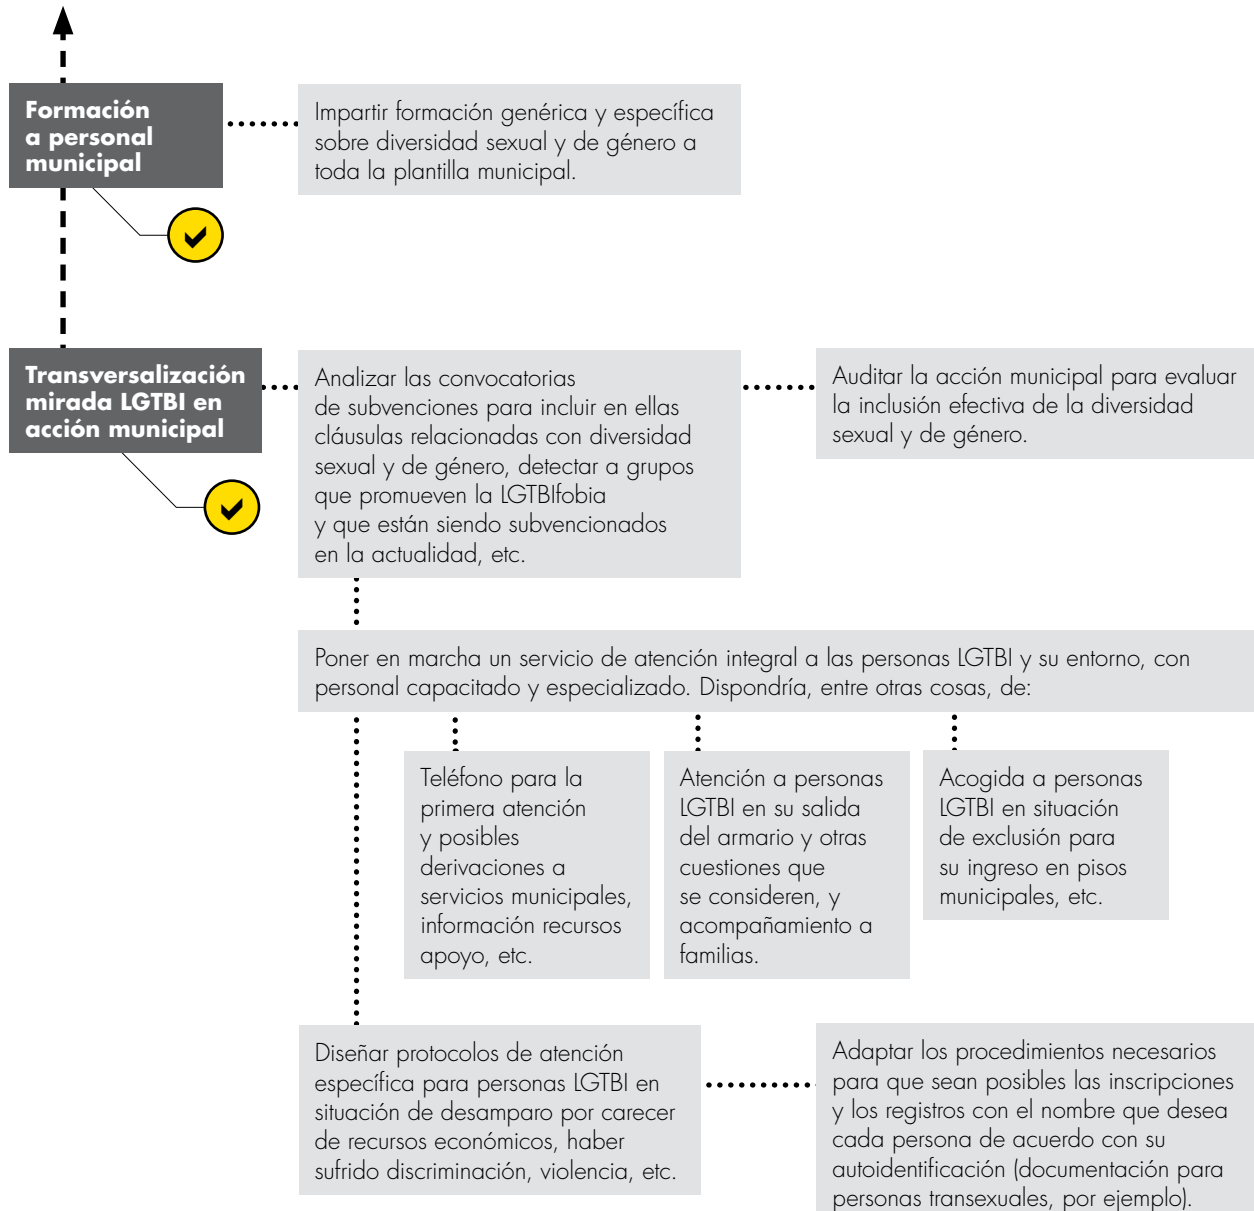 Formación
a personal
municipal
Impartir formación genérica y específica
sobre diversidad sexual y de género a
toda la plantilla municipal.
Transversalización
mirada LGTBI en
acción municipal
Analizar las convocatorias
de subvenciones para incluir en ellas
cláusulas relacionadas con diversidad
sexual y de género, detectar a grupos
que promueven la LGTBIfobia
y que están siendo subvencionados
en la actualidad, etc.
Auditar la acción municipal para evaluar
la inclusión efectiva de la diversidad
sexual y de género.
Poner en marcha un servicio de atención integral a las personas LGTBI y su entorno, con
personal capacitado y especializado. Dispondría, entre otras cosas, de:
Teléfono para la
primera atención
y posibles
derivaciones a
servicios municipales,
información recursos
apoyo, etc.
Atención a personas
LGTBI en su salida
del armario y otras
cuestiones que
se consideren, y
acompañamiento a
familias.
Acogida a personas
LGTBI en situación
de exclusión para
su ingreso en pisos
municipales, etc.
Diseñar protocolos de atención
específica para personas LGTBI en
situación de desamparo por carecer
de recursos económicos, haber
sufrido discriminación, violencia, etc.
Adaptar los procedimientos necesarios
para que sean posibles las inscripciones
y los registros con el nombre que desea
cada persona de acuerdo con su
autoidentificación (documentación para
personas transexuales, por ejemplo).